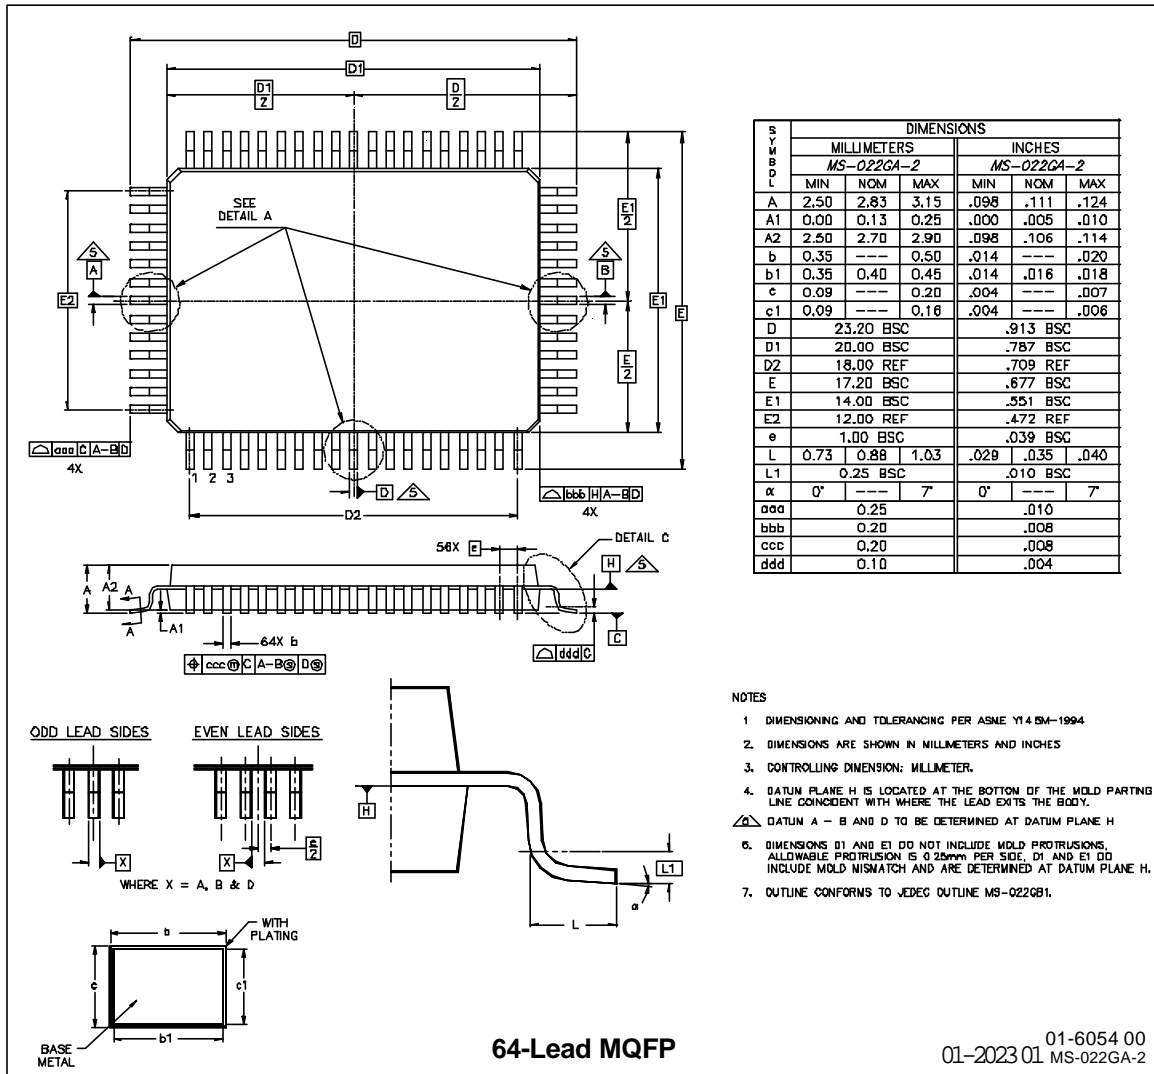 D
D1
D1
2
D
2
SEE
DETAIL A
E1
2
5
A
5
B
E2
E1
E
E
2
aaa C A-B D
4X
1 2 3
D 5
bbb H A-B D
4X
D2
56X e
DETAIL C
H 5
A A2 A
A
A1
C
64X b
ddd C
ccc Ⓜ C A-B Ⓢ D Ⓢ
ODD LEAD SIDES
EVEN LEAD SIDES
X
X
e
2
WHERE X = A, B & D
H
L1
L
α
WITH
PLATING
b
c
c1
b1
BASE
METAL
SYMBOL DIMENSIONS
MILLIMETERS INCHES
MS-022GA-2 MS-022GA-2
MIN NOM MAX MIN NOM MAX
A 2.50 2.83 3.15 .098 .111 .124
A1 0.00 0.13 0.25 .000 .005 .010
A2 2.50 2.70 2.90 .098 .106 .114
b 0.35 --- 0.50 .014 --- .020
b1 0.35 0.40 0.45 .014 .016 .018
c 0.09 --- 0.20 .004 --- .007
c1 0.09 --- 0.16 .004 --- .006
D 23.20 BSC .913 BSC
D1 20.00 BSC .787 BSC
D2 18.00 REF .709 REF
E 17.20 BSC .677 BSC
E1 14.00 BSC .551 BSC
E2 12.00 REF .472 REF
e 1.00 BSC .039 BSC
L 0.73 0.88 1.03 .029 .035 .040
L1 0.25 BSC .010 BSC
α 0° --- 7° 0° --- 7°
aaa 0.25 .010
bbb 0.20 .008
ccc 0.20 .008
ddd 0.10 .004
NOTES
1 DIMENSIONING AND TOLERANCING PER ASME Y14 5M-1994
2. DIMENSIONS ARE SHOWN IN MILLIMETERS AND INCHES
3. CONTROLLING DIMENSION: MILLIMETER.
4. DATUM PLANE H IS LOCATED AT THE BOTTOM OF THE MOLD PARTING
LINE COINCIDENT WITH WHERE THE LEAD EXITS THE BODY.
DATUM A - B AND D TO BE DETERMINED AT DATUM PLANE H
6. DIMENSIONS D1 AND E1 DO NOT INCLUDE MOLD PROTRUSIONS,
ALLOWABLE PROTRUSION IS 0 25mm PER SIDE, D1 AND E1 DO
INCLUDE MOLD MISMATCH AND ARE DETERMINED AT DATUM PLANE H.
7. OUTLINE CONFORMS TO JEDEC OUTLINE MS-022GB1.
64-Lead MQFP
01-6054 00
01–2023 01 MS-022GA-2